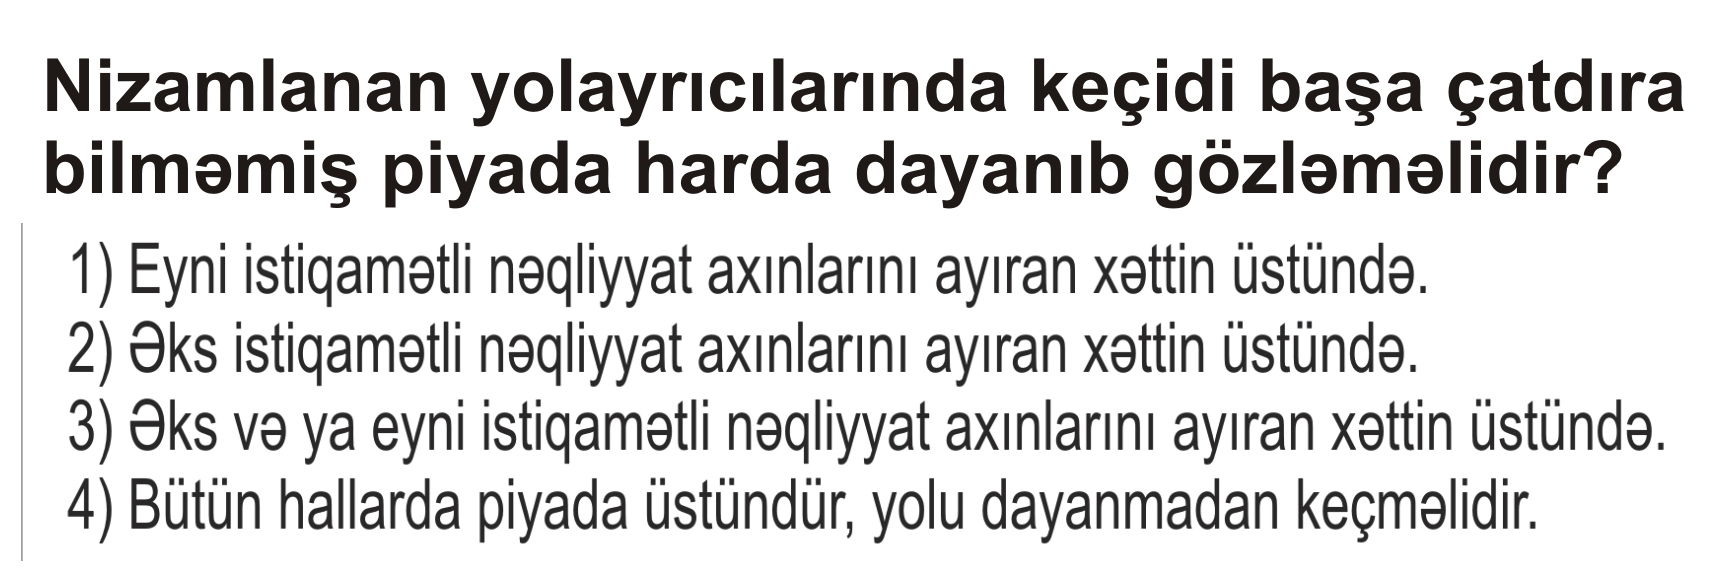 Nizamlanan yolayrıcılarında keçidi başa çatdıra
bilməmiş piyada harda dayanıb gözləməlidir?
1) Eyni istiqamətli nəqliyyat axınlarını ayıran xəttin üstündə.
2) Əks istiqamətli nəqliyyat axınlarını ayıran xəttin üstündə.
3) Əks və ya eyni istiqamətli nəqliyyat axınlarını ayıran xəttin üstündə.
4) Bütün hallarda piyada üstündür, yolu dayanmadan keçməlidir.